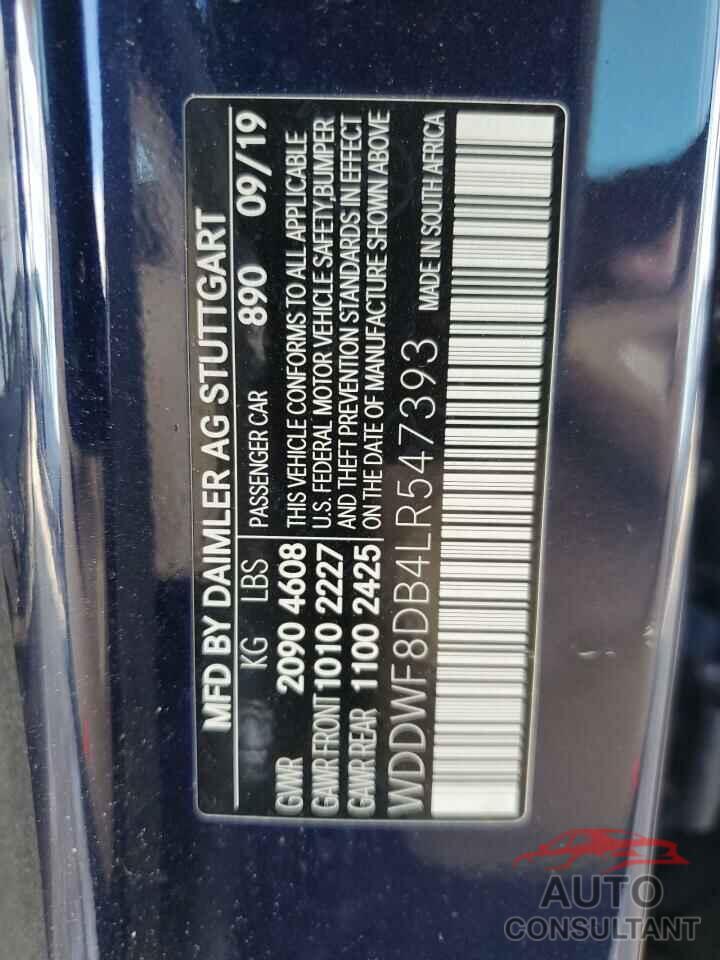 MFD BY DAIMLER AG STUTTGART
KG LBS PASSENGER CAR 890 09/19
GVWR 2090 4608 THIS VEHICLE CONFORMS TO ALL APPLICABLE
GAWR FRONT 1010 2227 U.S. FEDERAL MOTOR VEHICLE SAFETY, BUMPER
GAWR REAR 1100 2425 AND THEFT PREVENTION STANDARDS IN EFFECT
ON THE DATE OF MANUFACTURE SHOWN ABOVE
WDDWF8DB4LR547393 MADE IN SOUTH AFRICA
AUTO
CONSULTANT